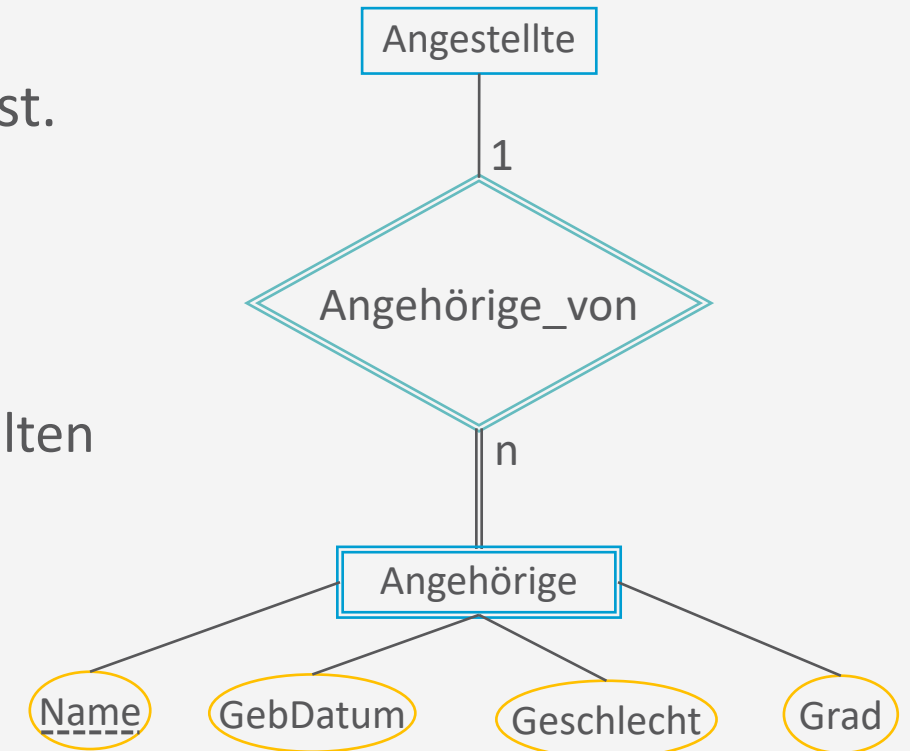 Angestellte
st.
1
Angehörige_von
lten
n
Angehörige
Name GebDatum Geschlecht Grad